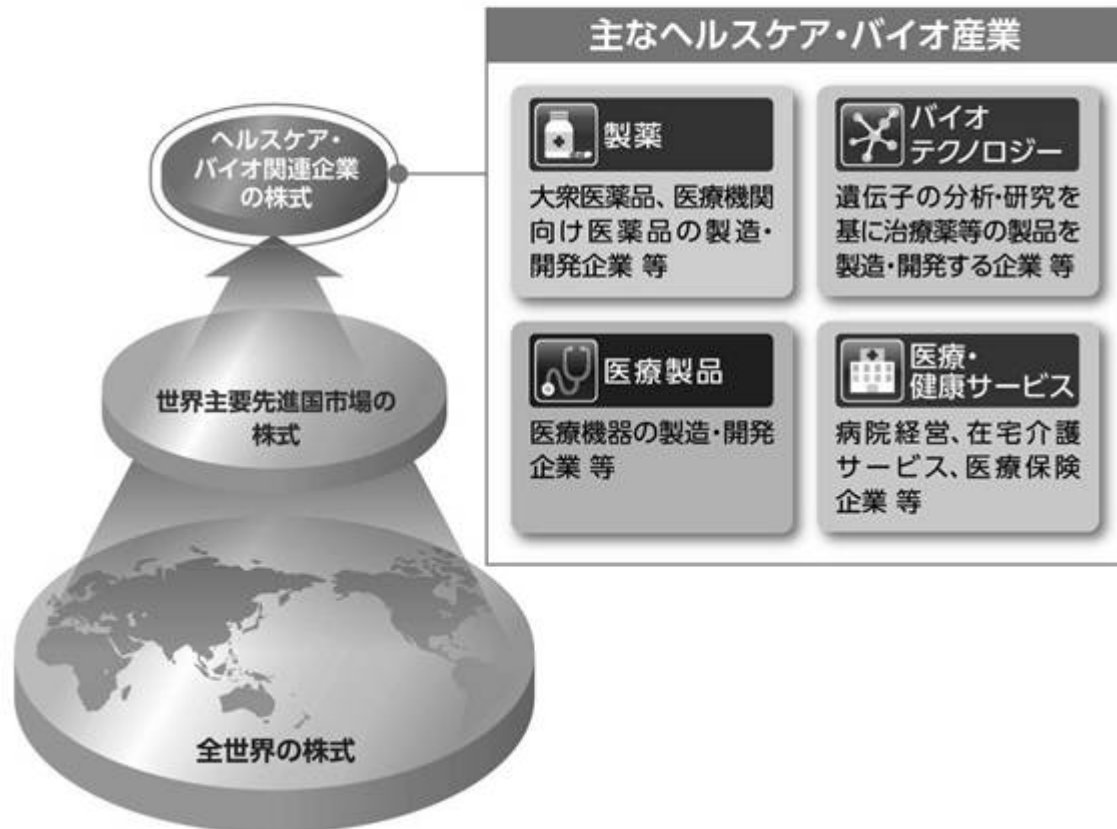 主なヘルスケア・バイオ産業
製薬
大衆医薬品、医療機関
向け医薬品の製造・
開発企業 等
バイオ
テクノロジー
遺伝子の分析・研究を
基に治療薬等の製品を
製造・開発する企業 等
医療製品
医療機器の製造・開発
企業 等
医療・
健康サービス
病院経営、在宅介護
サービス、医療保険
企業 等
ヘルスケア・
バイオ関連企業
の株式
世界主要先進国市場の
株式
全世界の株式